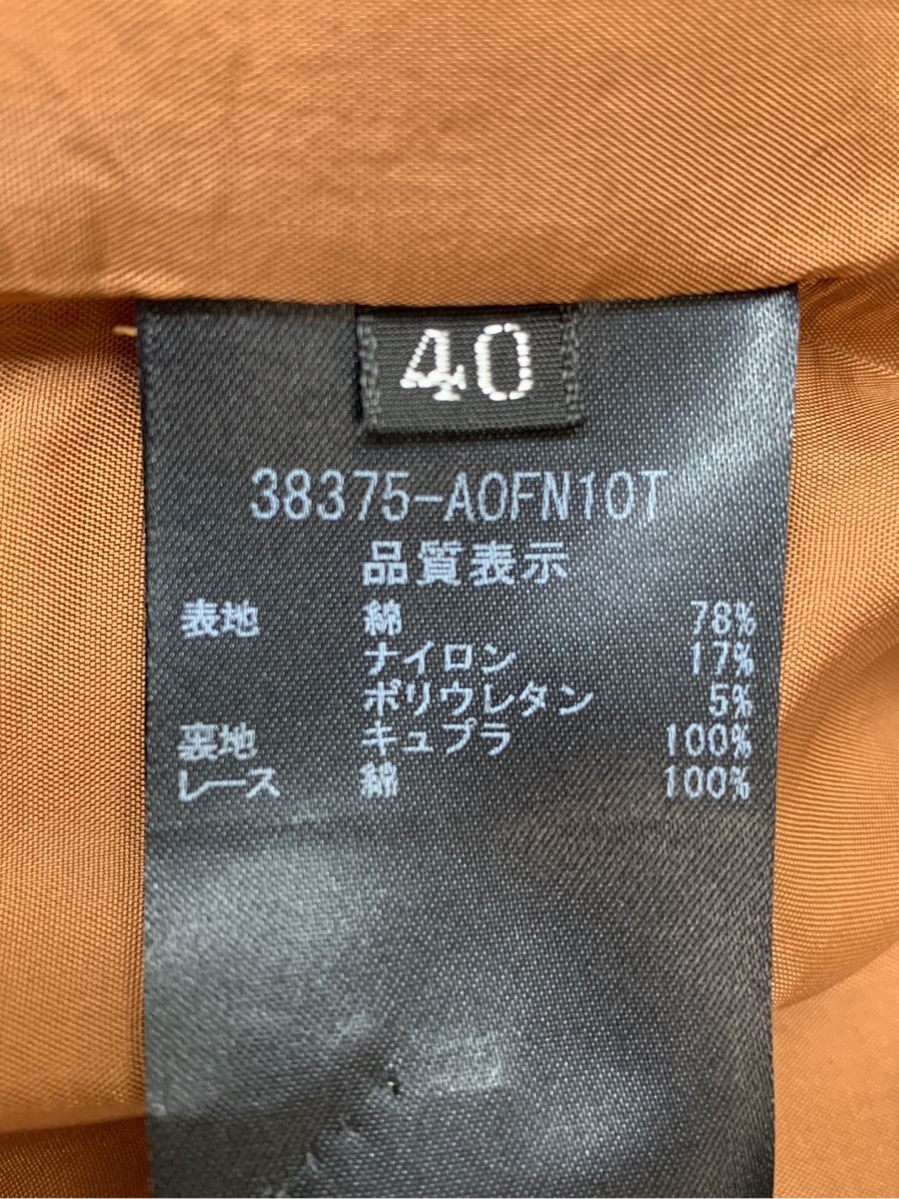 40
38375-A0FN10T
品質表示
表地 綿 78%
ナイロン 17%
ポリウレタン 5%
裏地 キュプラ 100%
レース 綿 100%